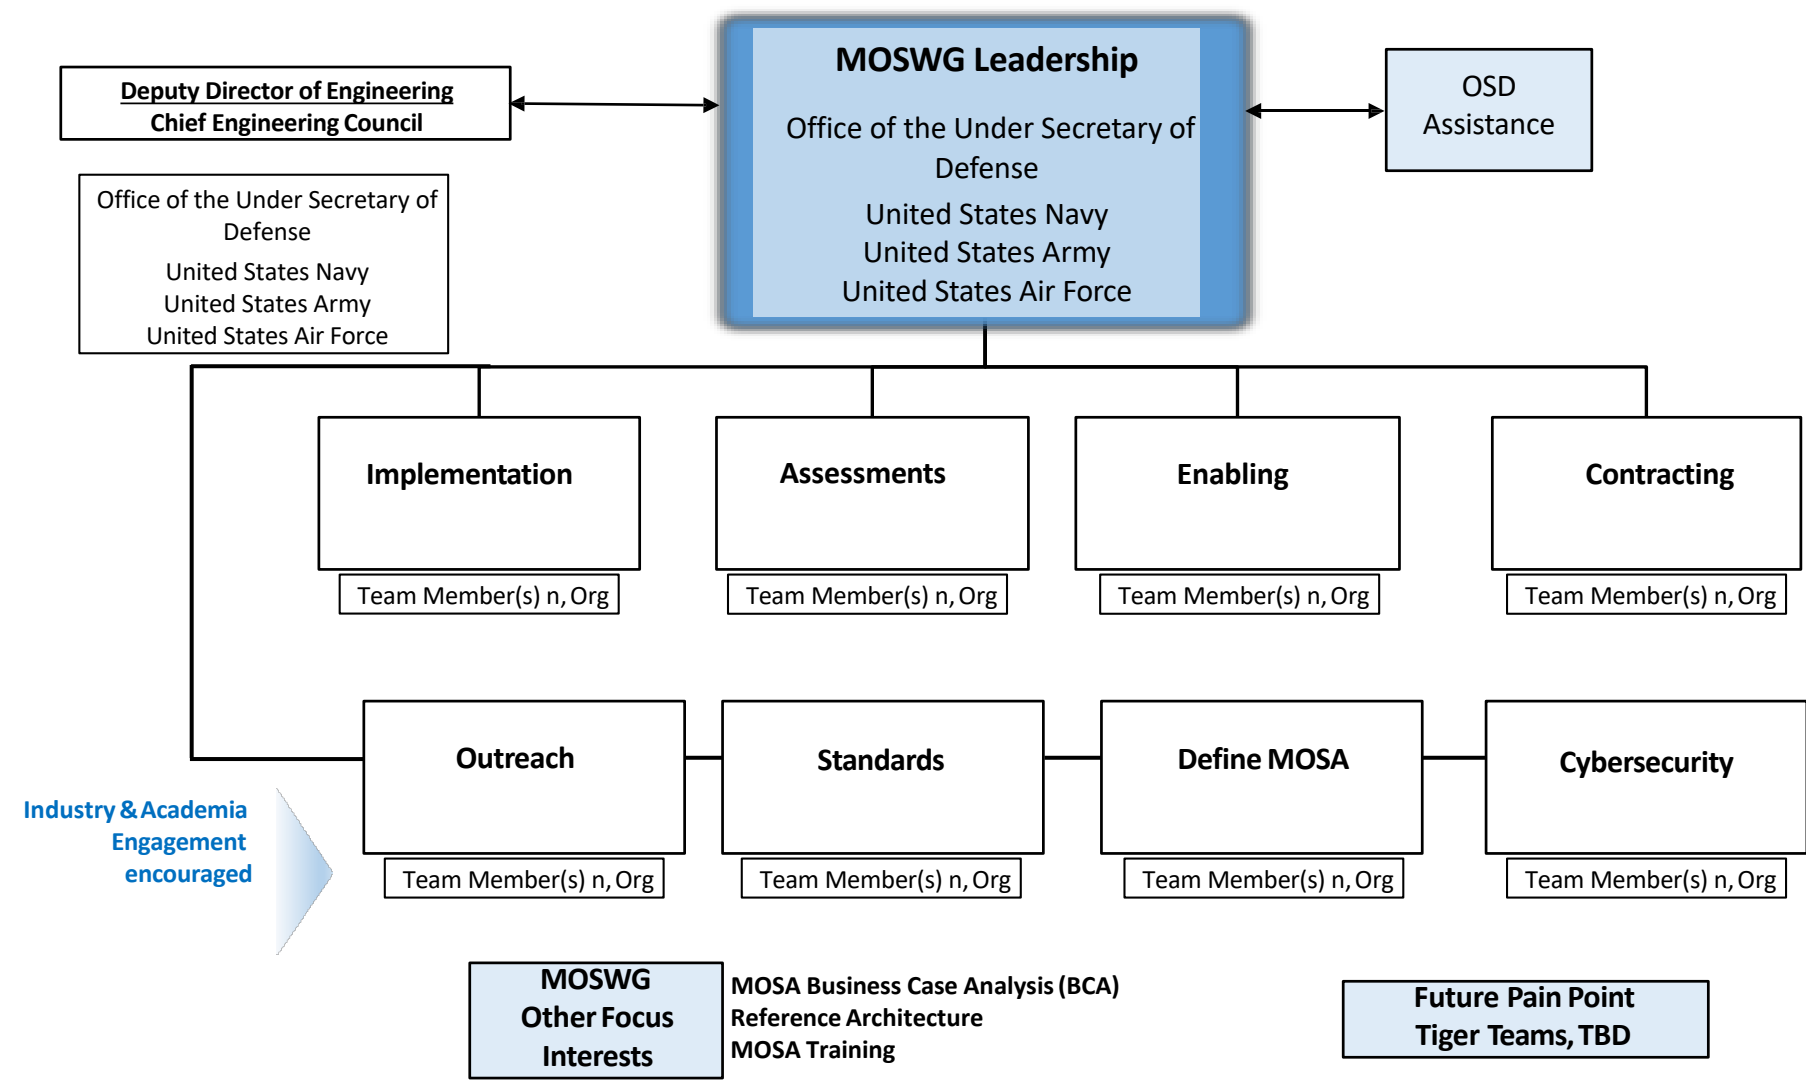 MOSWG Leadership
Office of the Under Secretary of
Defense
United States Navy
United States Army
United States Air Force
Deputy Director of Engineering
Chief Engineering Council
OSD
Assistance
Office of the Under Secretary of
Defense
United States Navy
United States Army
United States Air Force
Implementation
Assessments
Enabling
Contracting
Team Member(s) n, Org
Team Member(s) n, Org
Team Member(s) n, Org
Team Member(s) n, Org
Outreach
Standards
Define MOSA
Cybersecurity
Industry & Academia
Engagement
encouraged
Team Member(s) n, Org
Team Member(s) n, Org
Team Member(s) n, Org
Team Member(s) n, Org
MOSWG
Other Focus
Interests
MOSA Business Case Analysis (BCA)
Reference Architecture
MOSA Training
Future Pain Point
Tiger Teams, TBD